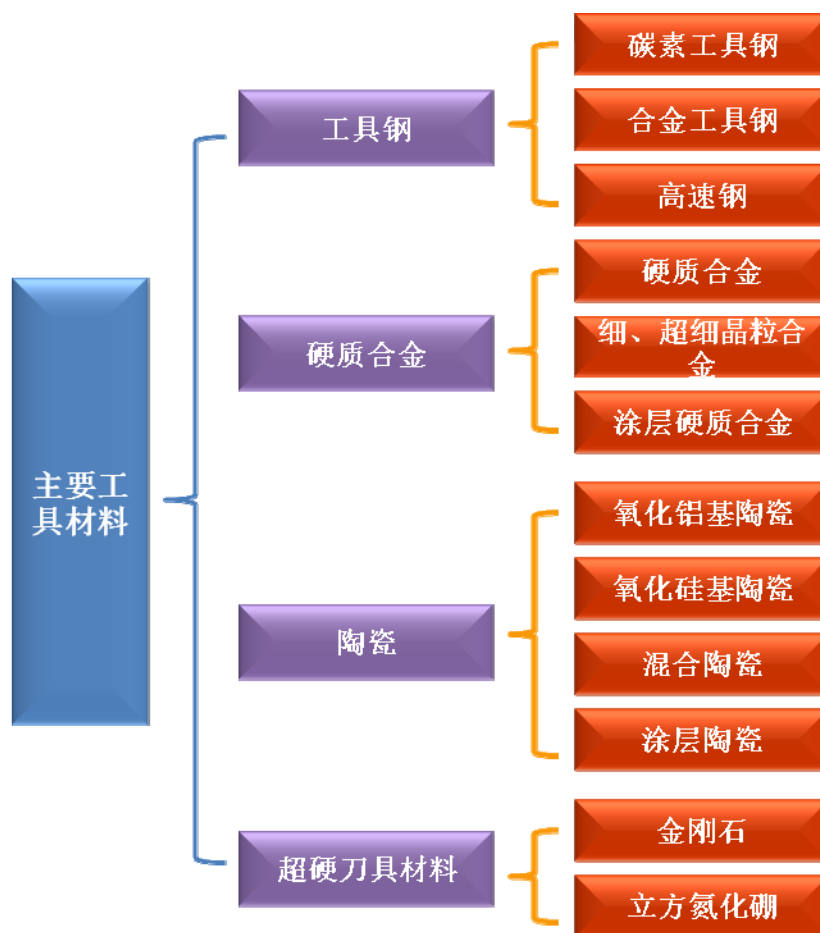 主要工
具材料
工具钢
碳素工具钢
合金工具钢
高速钢
硬质合金
硬质合金
细、超细晶粒合
金
涂层硬质合金
陶瓷
氧化铝基陶瓷
氧化硅基陶瓷
混合陶瓷
涂层陶瓷
超硬刀具材料
金刚石
立方氮化硼